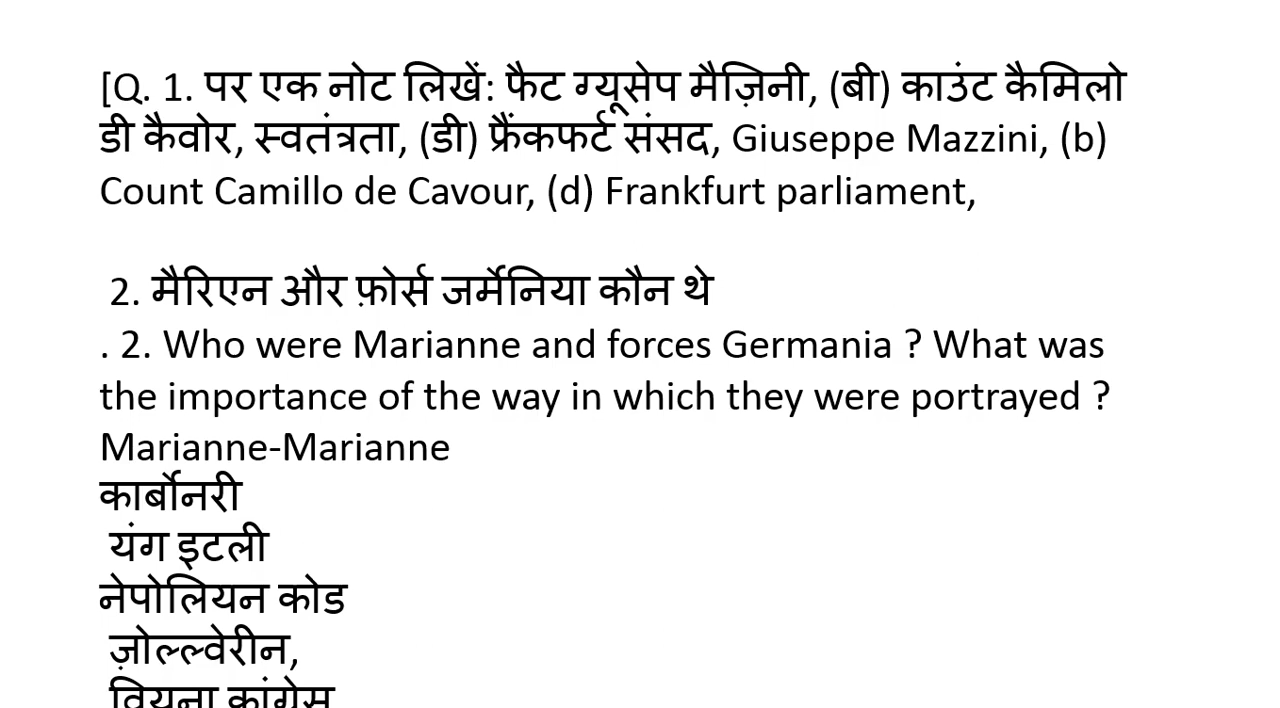 [Q. 1. पर एक नोट लिखें: फैट ग्यूसेप मैज़िनी, (बी) काउंट कैमिलो
डी कैवोर, स्वतंत्रता, (डी) फ्रैंकफर्ट संसद, Giuseppe Mazzini, (b)
Count Camillo de Cavour, (d) Frankfurt parliament,
2. मैरिएन और फ़ोर्स जर्मेनिया कौन थे
. 2. Who were Marianne and forces Germania ? What was
the importance of the way in which they were portrayed ?
Marianne-Marianne
कार्बोनरी
यंग इटली
नेपोलियन कोड
ज़ोल्ल्वेरीन,
वियना कांग्रेस